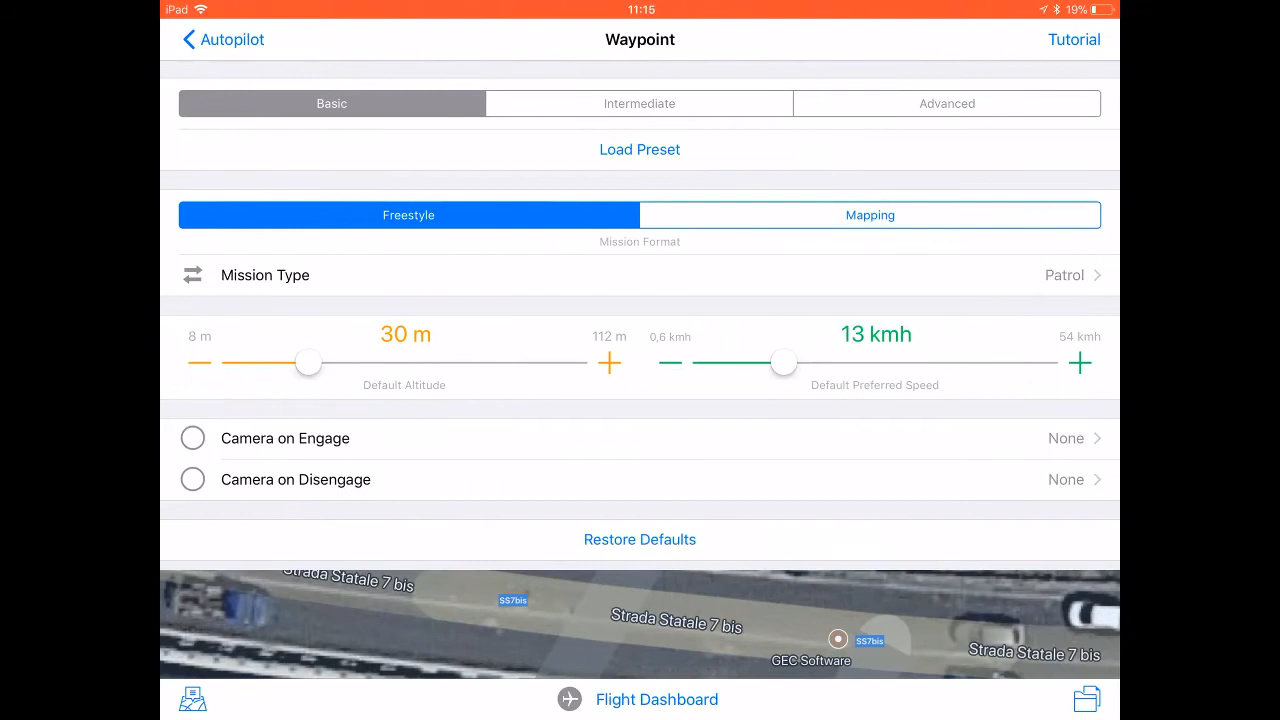 iPad 11:15 19%
Autopilot Waypoint Tutorial
Basic Intermediate Advanced
Load Preset
Freestyle Mapping
Mission Format
Mission Type Patrol
8 m 30 m 112 m 0,6 kmh 13 kmh 54 kmh
Default Altitude Default Preferred Speed
Camera on Engage None
Camera on Disengage None
Restore Defaults
Strada Statale 7 bis
SS7bis
Strada Statale 7 bis
SS7bis
GEC Software
Strada Statale 7 bis
Flight Dashboard